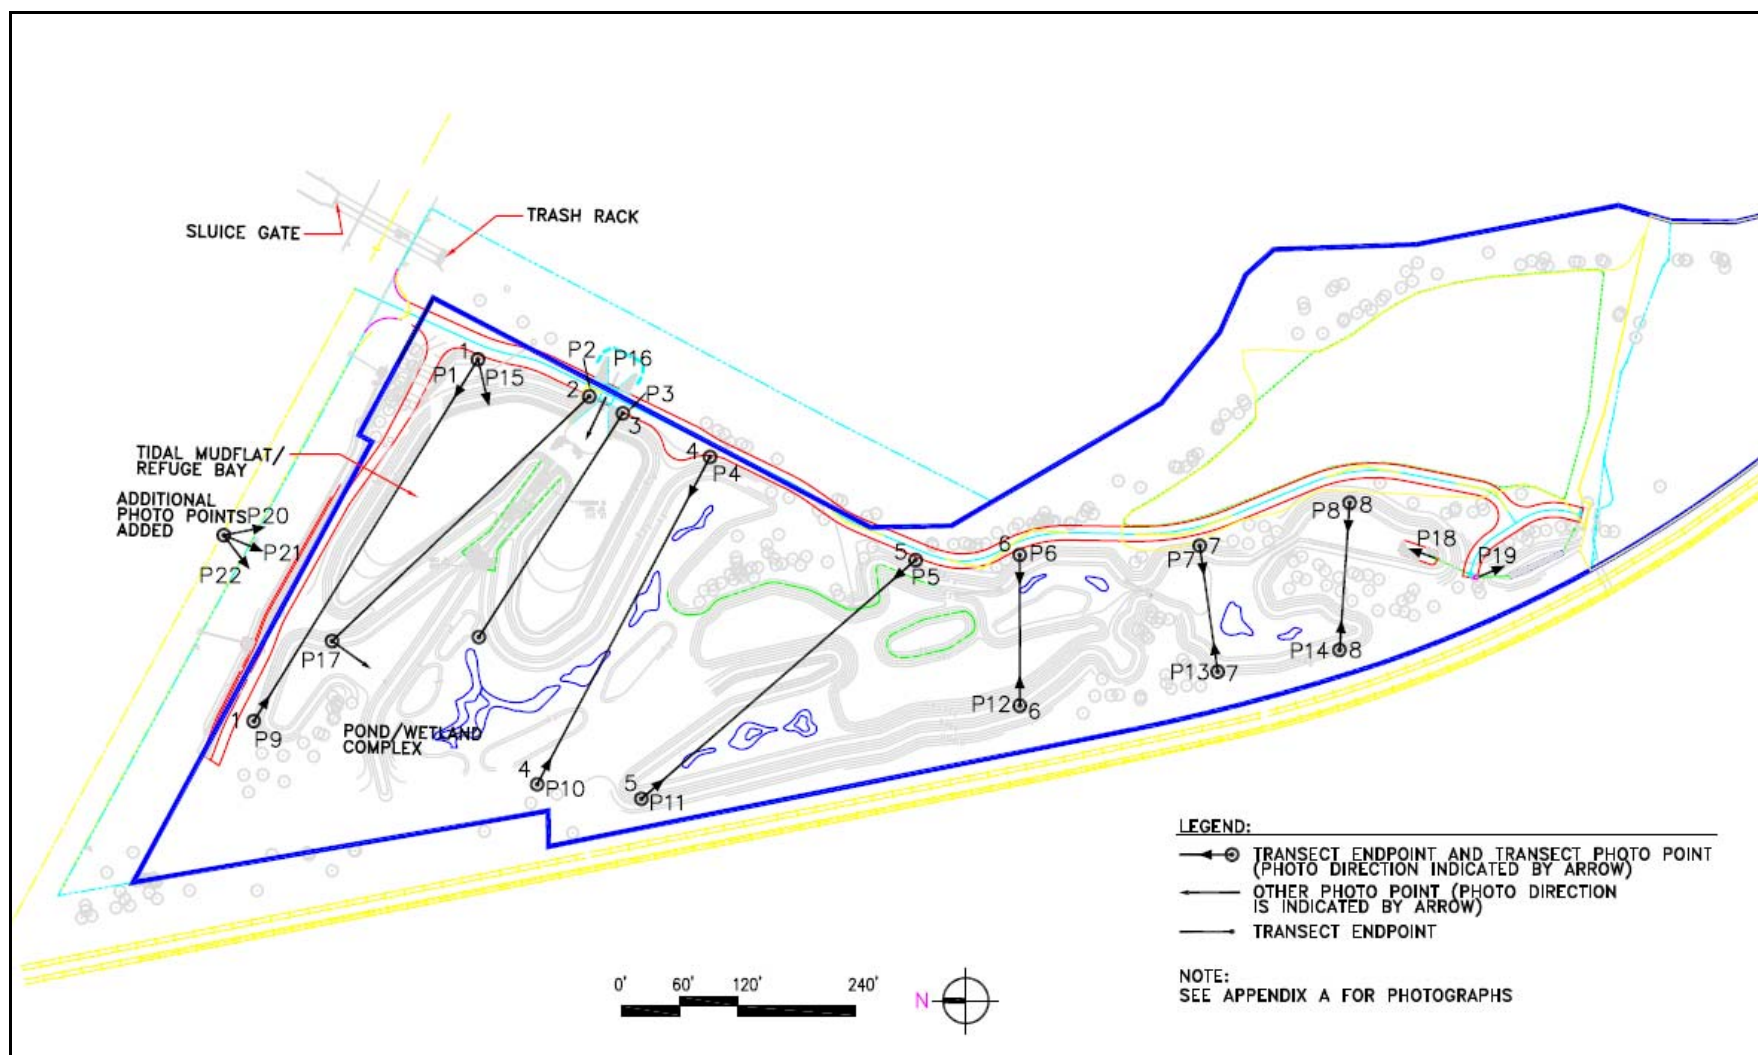 TRASH RACK
SLUICE GATE
P2
P16
1
P1
P15
2
P3
3
TIDAL MUDFLAT/
REFUGE BAY
4
P4
ADDITIONAL
PHOTO POINTS
ADDED
P20
P21
P22
8
P8
P18
P19
5
P5
6
P6
7
P7
P17
P14
8
P13
7
P12
6
1
P9
POND/WETLAND
COMPLEX
4
P10
5
P11
LEGEND:
TRANSECT ENDPOINT AND TRANSECT PHOTO POINT
(PHOTO DIRECTION INDICATED BY ARROW)
OTHER PHOTO POINT (PHOTO DIRECTION
IS INDICATED BY ARROW)
TRANSECT ENDPOINT
NOTE:
SEE APPENDIX A FOR PHOTOGRAPHS
0' 60' 120' 240'
N